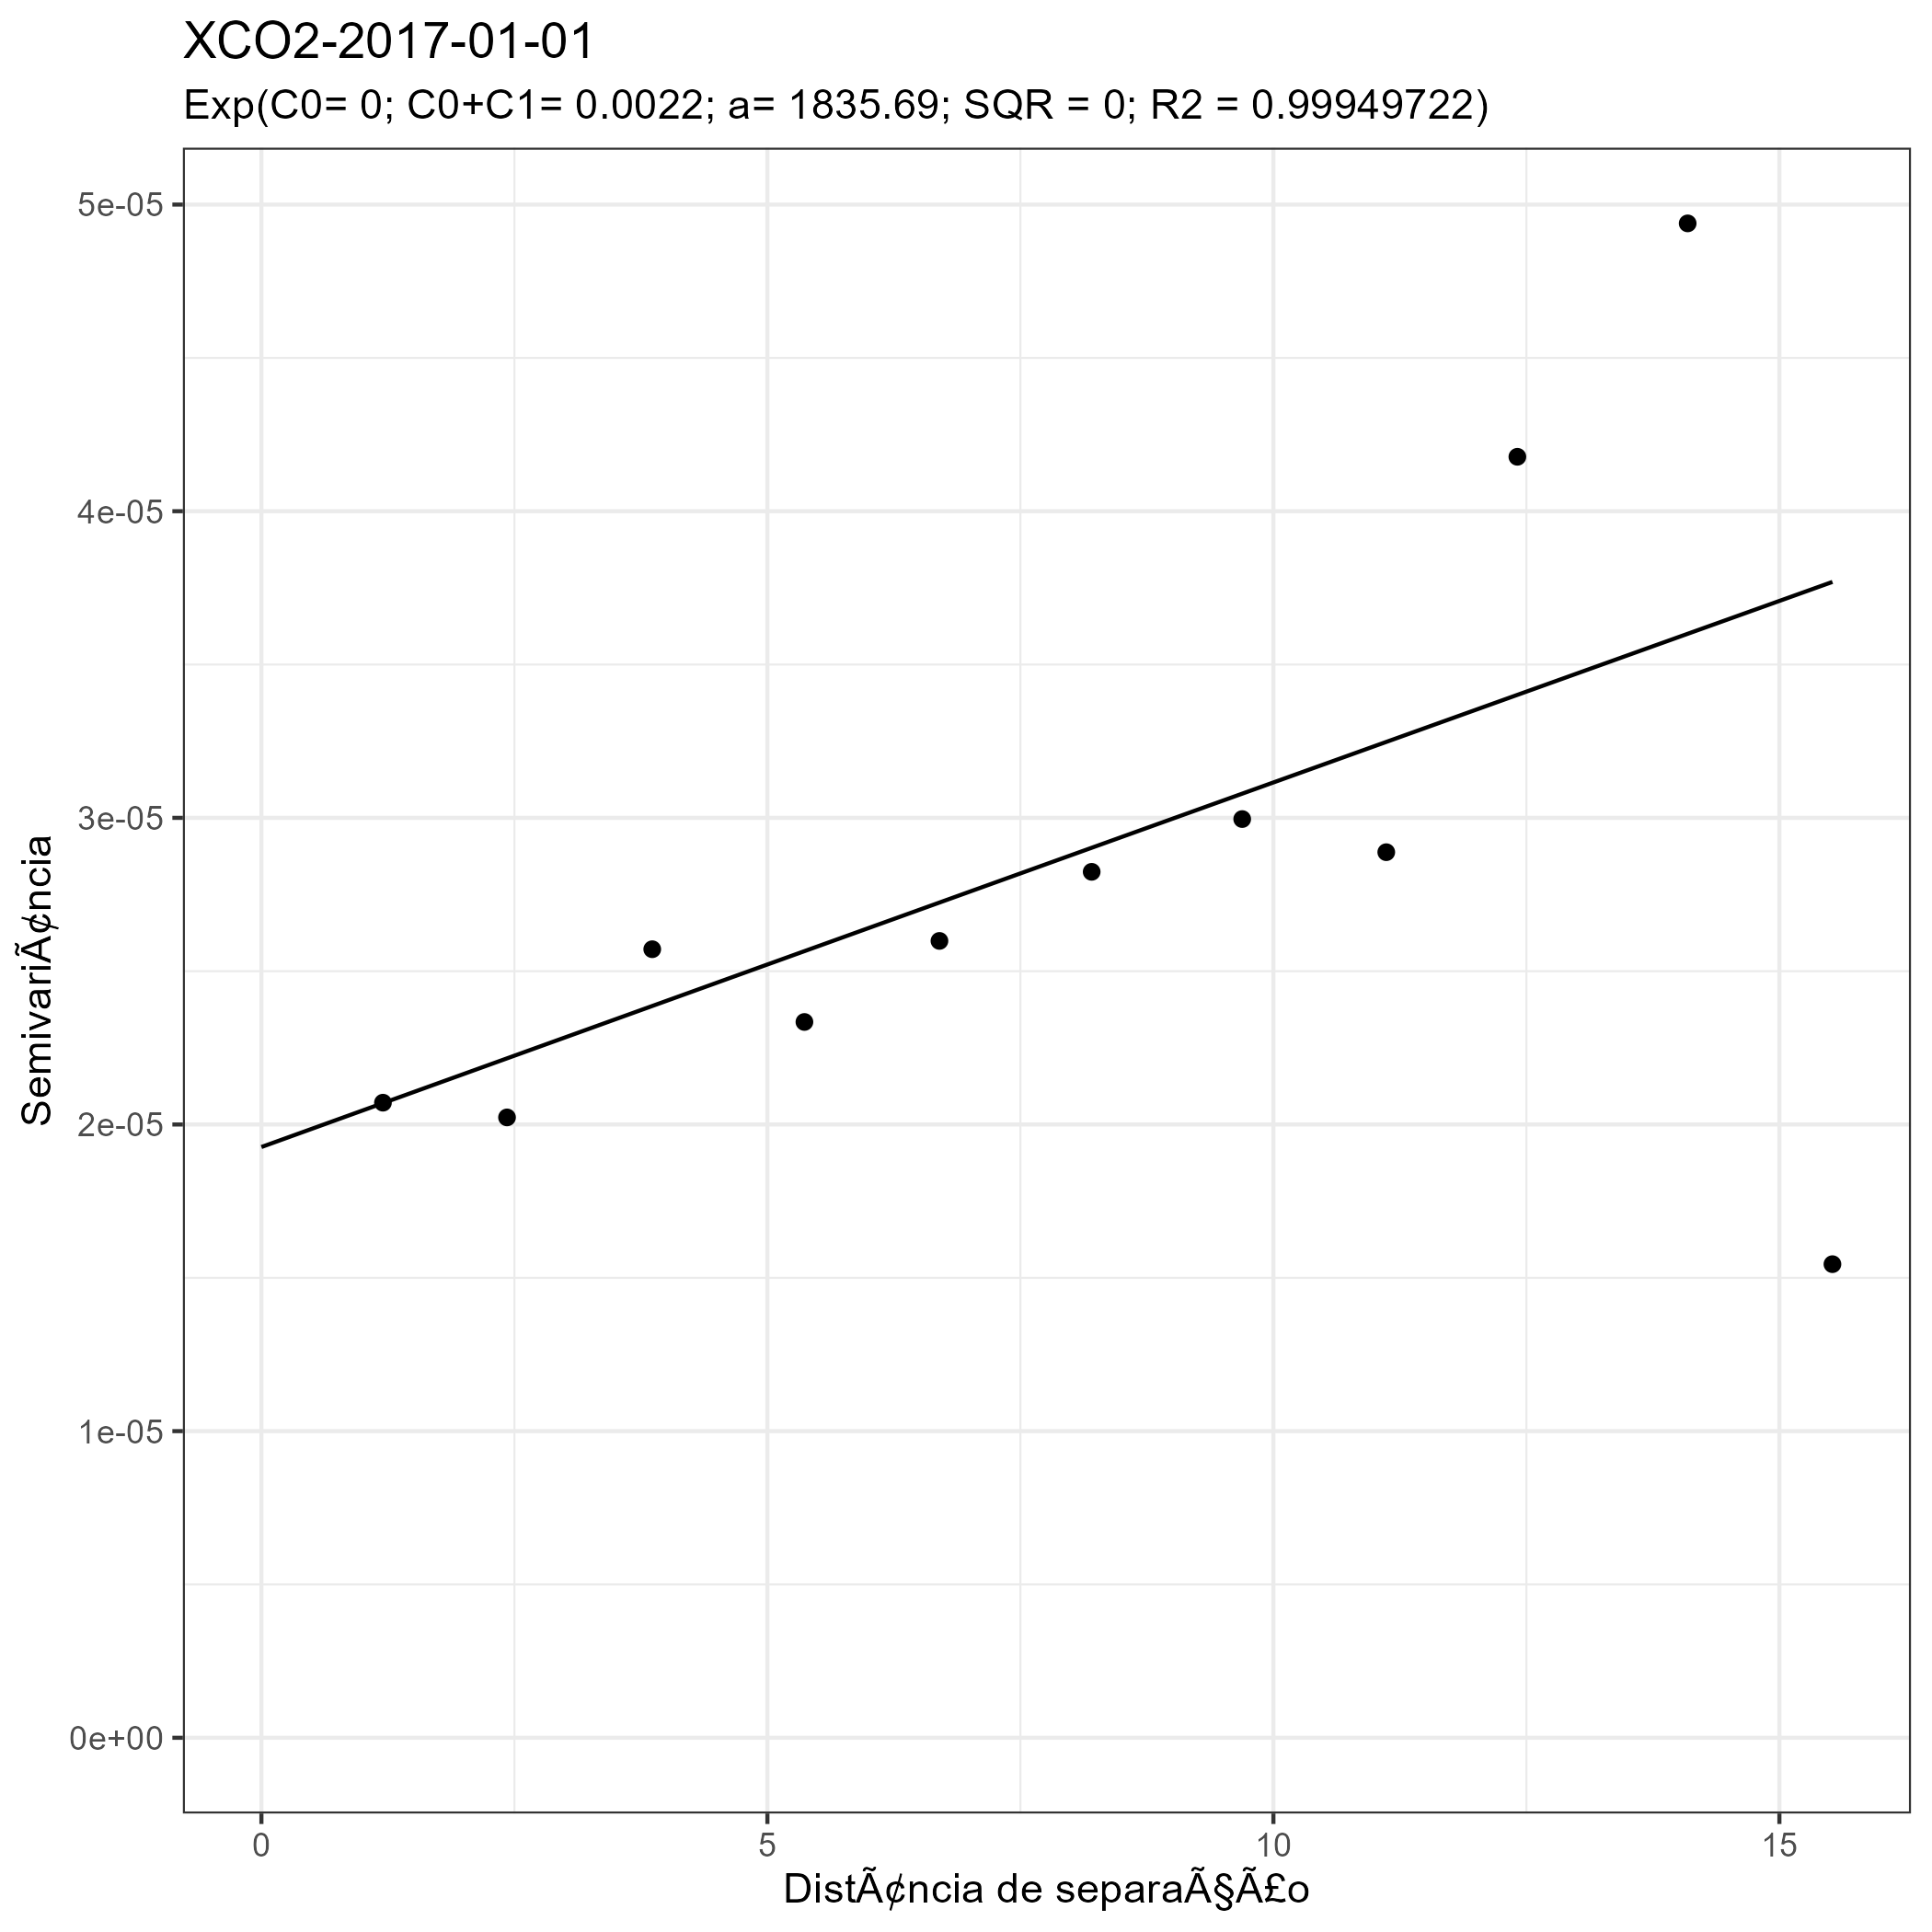 XCO2-2017-01-01
Exp(C0= 0; C0+C1= 0.0022; a= 1835.69; SQR = 0; R2 = 0.99949722)
5e-05
4e-05
3e-05
2e-05
1e-05
0e+00
SemivariÃ¢ncia
0 5 10 15
DistÃ¢ncia de separaÃ§Ã£o